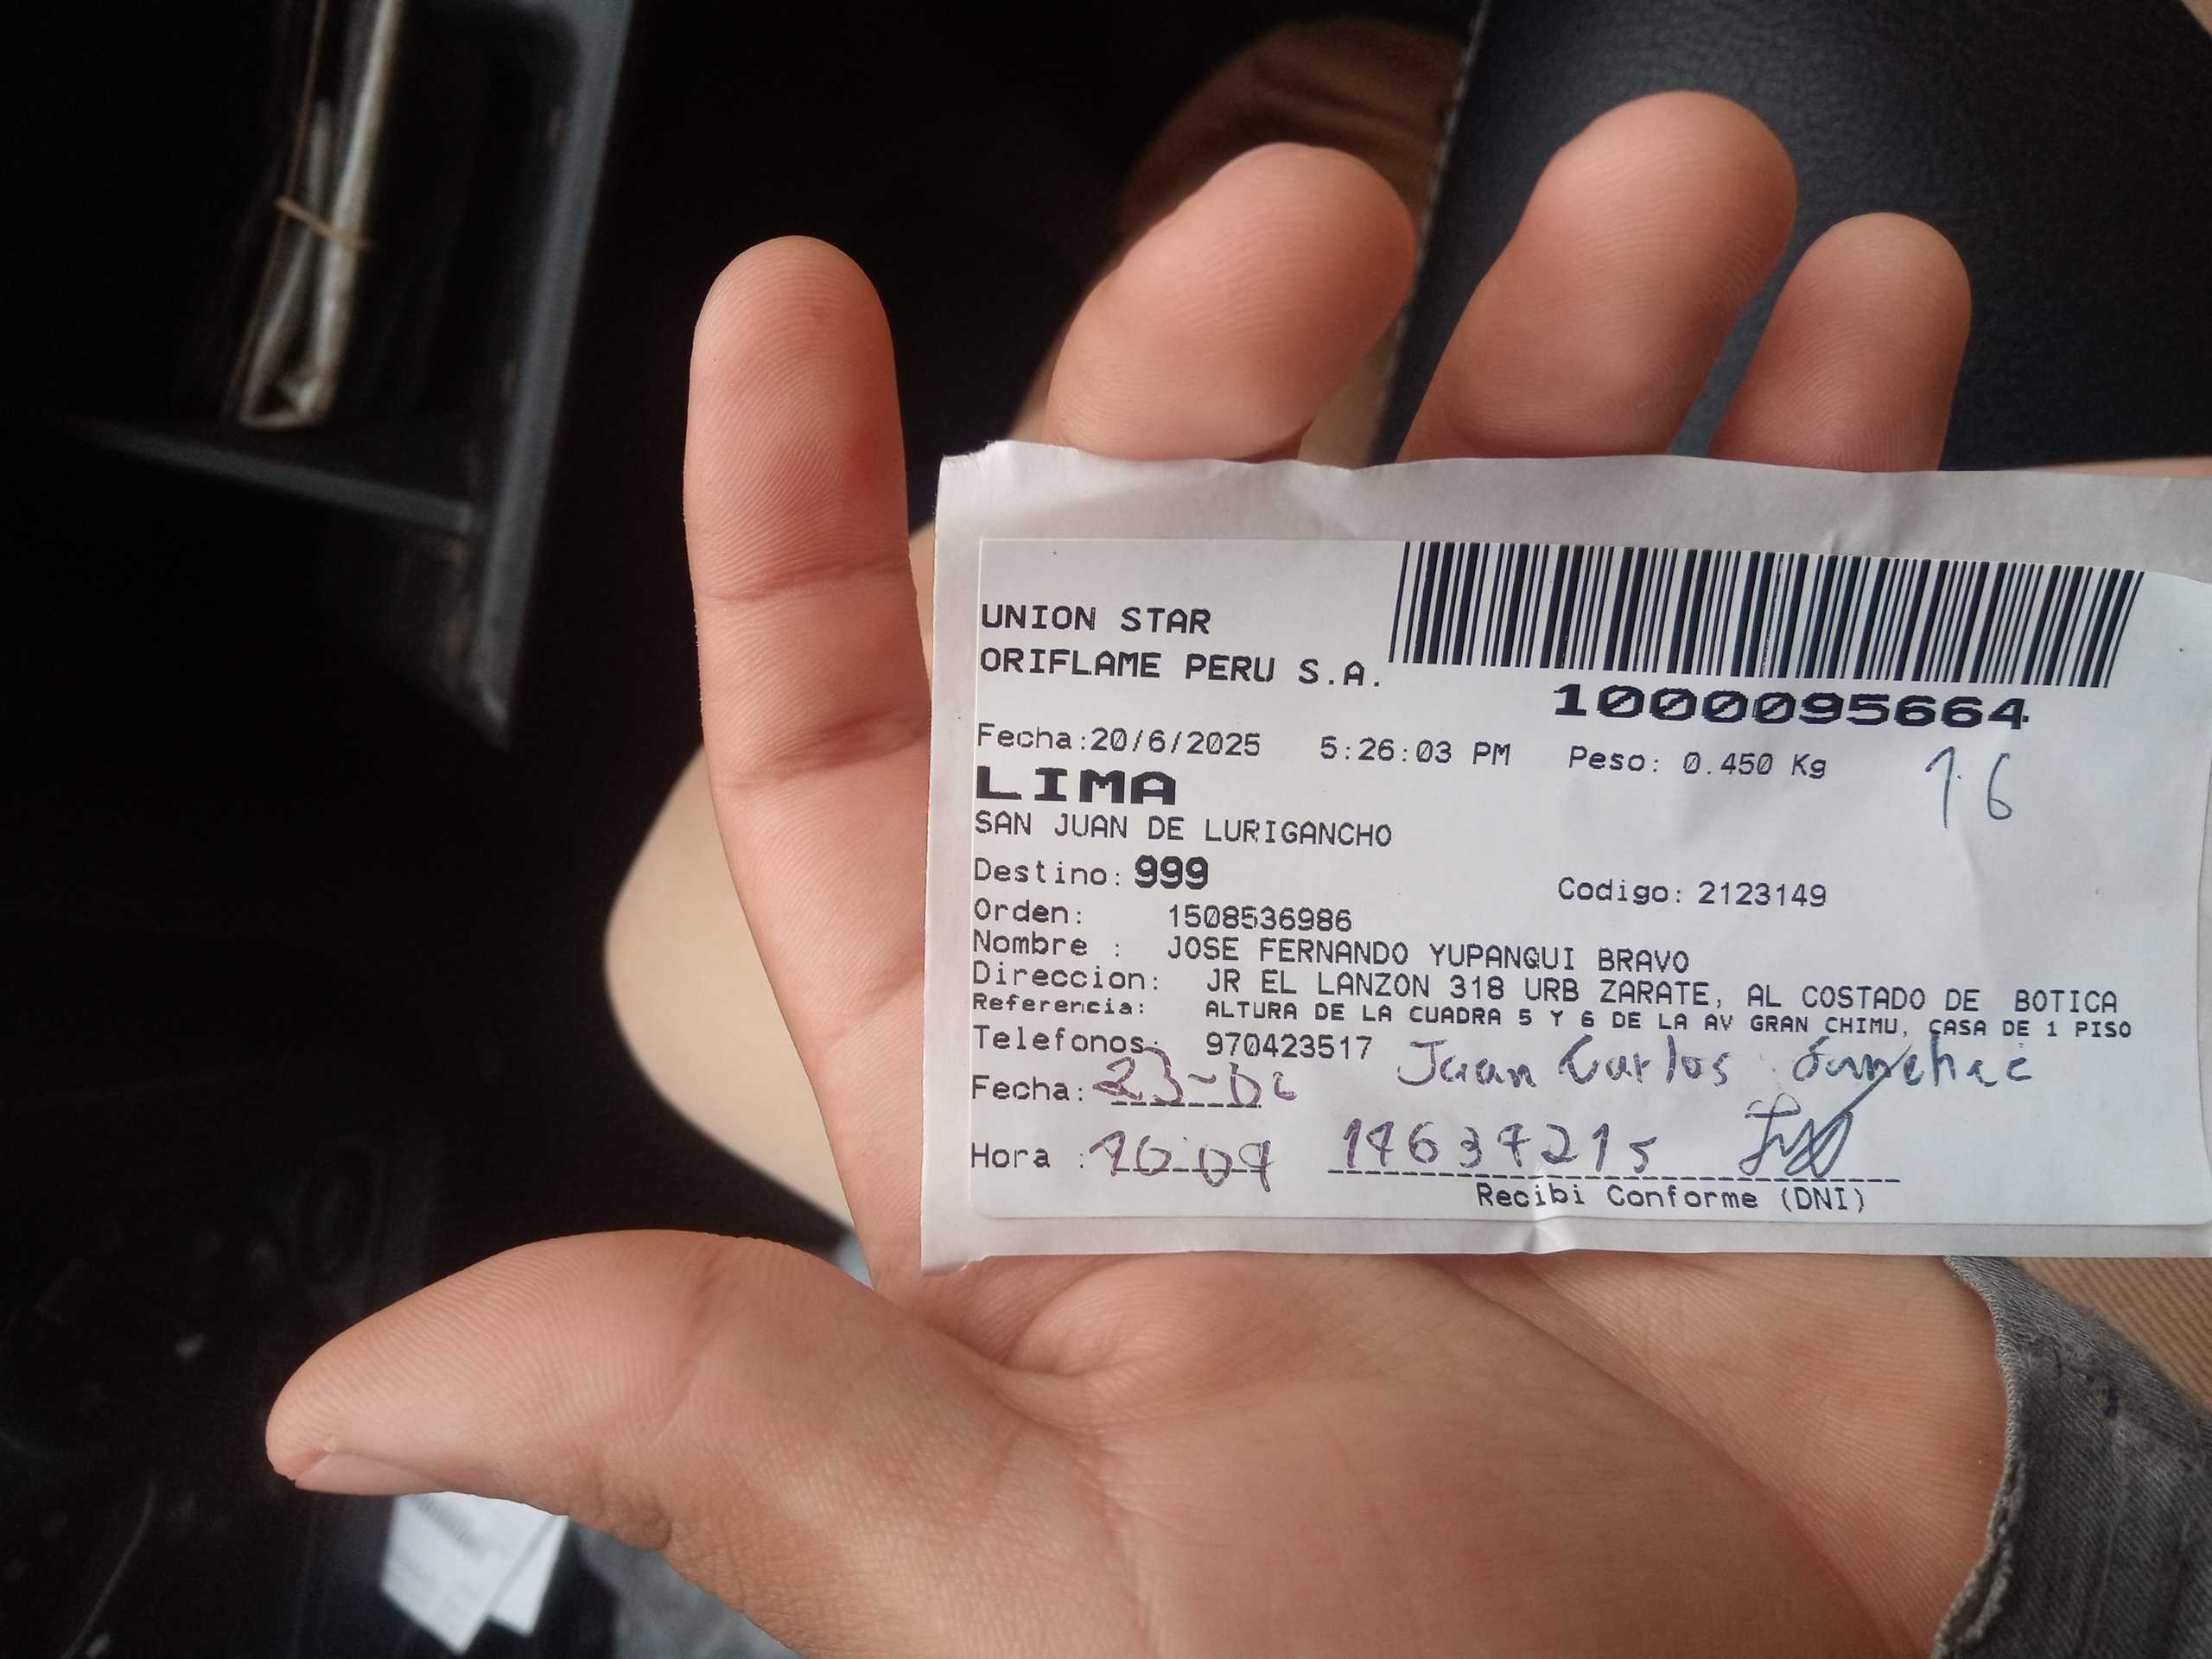 UNION STAR
ORIFLAME PERU S.A.
1000095664
Fecha:20/6/2025 5:26:03 PM Peso: 0.450 Kg 16
LIMA
SAN JUAN DE LURIGANCHO
Destino: 999 Codigo: 2123149
Orden: 1508536986
Nombre : JOSE FERNANDO YUPANQUI BRAVO
Direccion: JR EL LANZON 318 URB ZARATE, AL COSTADO DE BOTICA
Referencia: ALTURA DE LA CUADRA 5 Y 6 DE LA AV GRAN CHIMU, CASA DE 1 PISO
Telefonos: 970423517 Juan Carlos
Fecha: 23-06
Hora :
Recibi Conforme (DNI)